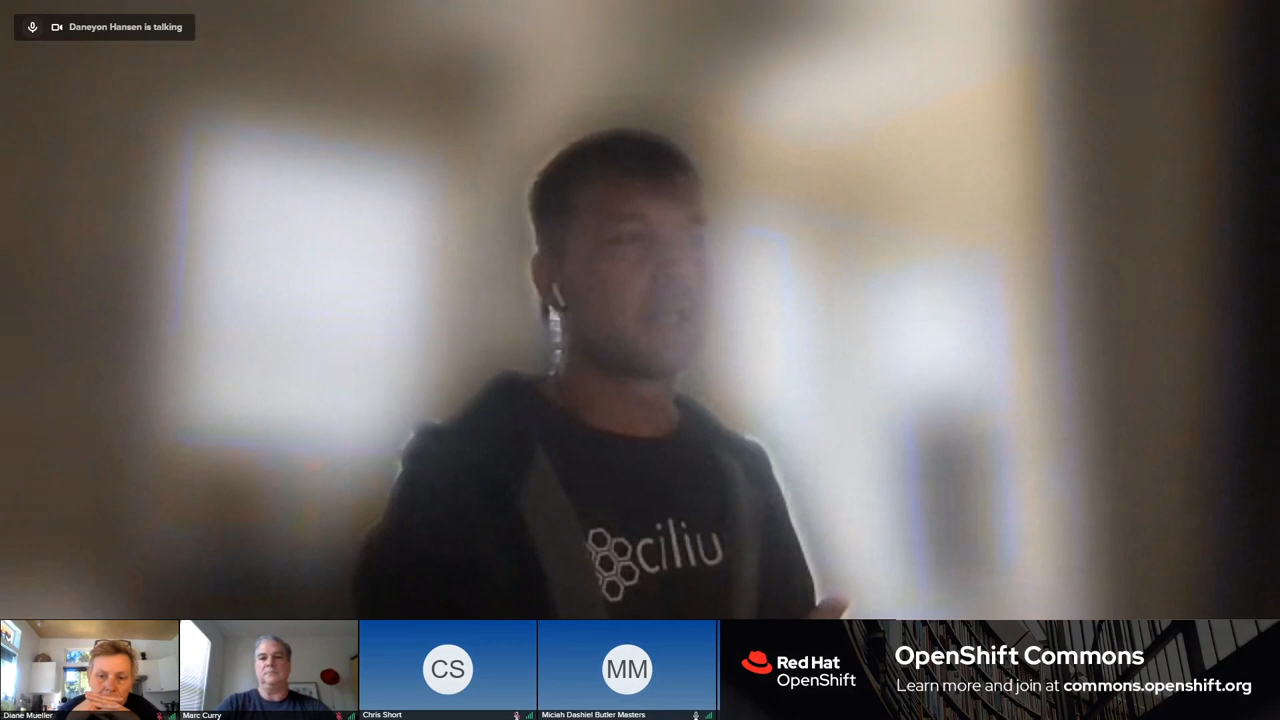 Daneyon Hansen is talking
ciliu
CS
MM
Diane Mueller
Marc Curry
Chris Short
Miciah Dashiel Butler Masters
Red Hat
OpenShift
OpenShift Commons
Learn more and join at commons.openshift.org